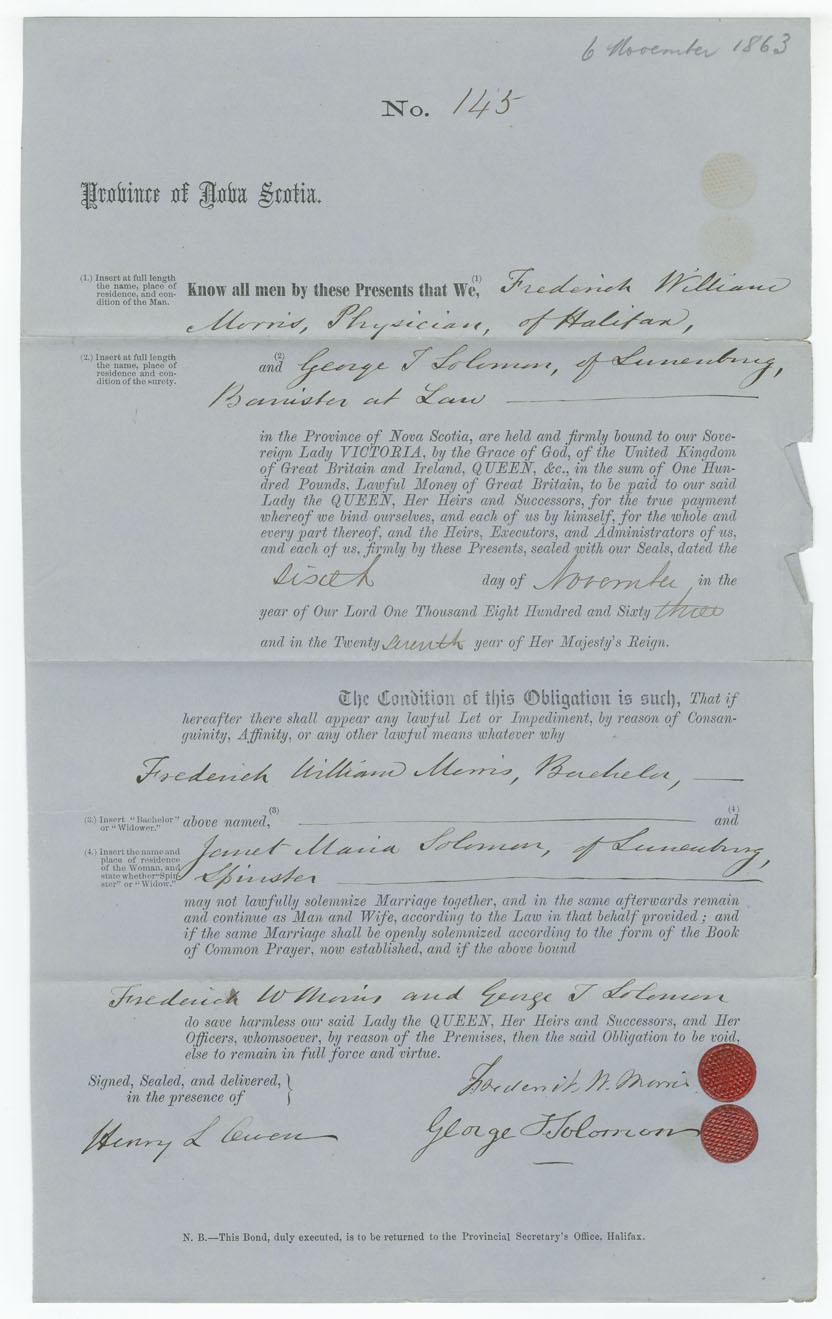 6 November 1863
No. 145
Province of Nova Scotia.
(1.) Insert at full length
the name, place of
residence, and con-
dition of the Man.
Know all men by these Presents that We,(1) Frederick William
Morris, Physician, of Halifax,
(2.) Insert at full length
the name, place of
residence and con-
dition of the surety.
and(2) George T Solomon, of Lunenburg,
Barrister at Law
in the Province of Nova Scotia, are held and firmly bound to our Sove-
reign Lady VICTORIA, by the Grace of God, of the United Kingdom
of Great Britain and Ireland, QUEEN, &c., in the sum of One Hun-
dred Pounds, Lawful Money of Great Britain, to be paid to our said
Lady the QUEEN, Her Heirs and Successors, for the true payment
whereof we bind ourselves, and each of us by himself, for the whole and
every part thereof, and the Heirs, Executors, and Administrators of us,
and each of us, firmly by these Presents, sealed with our Seals, dated the
sixth day of November in the
year of Our Lord One Thousand Eight Hundred and Sixty three
and in the Twenty seventh year of Her Majesty's Reign.
The Condition of this Obligation is such, That if
hereafter there shall appear any lawful Let or Impediment, by reason of Consan-
guinity, Affinity, or any other lawful means whatever why
Frederick William Morris, Bachelor,
(3.) Insert "Bachelor"
or "Widower."
above named,(3) and(4)
(4.) Insert the name and
place of residence
of the Woman, and
state whether "Spin-
ster" or "Widow."
Janet Maria Solomon, of Lunenburg,
Spinster
may not lawfully solemnize Marriage together, and in the same afterwards remain
and continue as Man and Wife, according to the Law in that behalf provided; and
if the same Marriage shall be openly solemnized according to the form of the Book
of Common Prayer, now established, and if the above bound
Frederick W Morris and George T Solomon
do save harmless our said Lady the QUEEN, Her Heirs and Successors, and Her
Officers, whomsoever, by reason of the Premises, then the said Obligation to be void,
else to remain in full force and virtue.
Signed, Sealed, and delivered,
in the presence of
Frederick W. Morris
Henry L Owen
George T Solomon
N. B.—This Bond, duly executed, is to be returned to the Provincial Secretary's Office, Halifax.